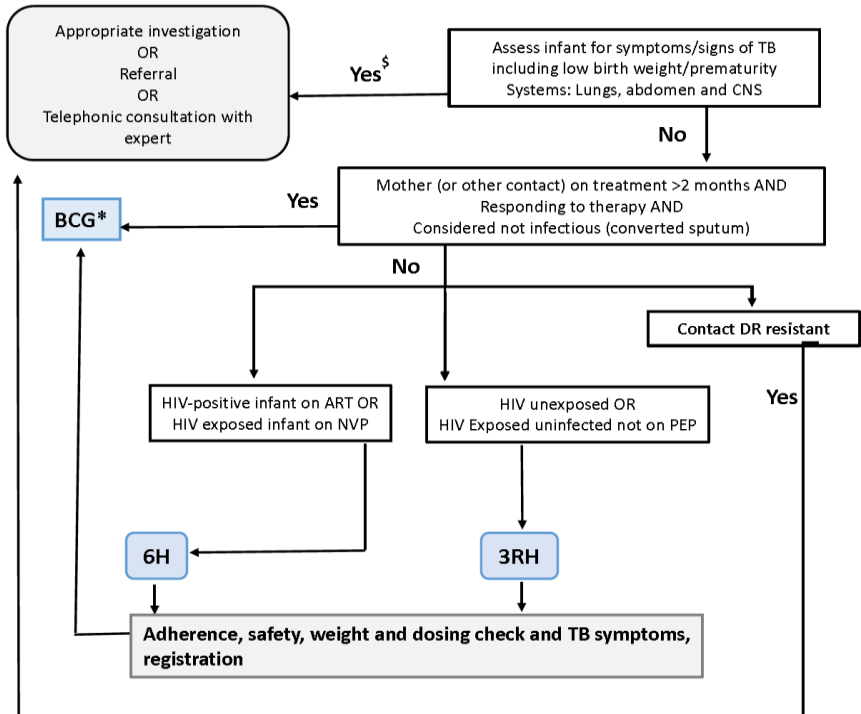 Appropriate investigation
OR
Referral
OR
Telephonic consultation with
expert
Yes$
Assess infant for symptoms/signs of TB
including low birth weight/prematurity
Systems: Lungs, abdomen and CNS
No
Mother (or other contact) on treatment >2 months AND
Responding to therapy AND
Considered not infectious (converted sputum)
Yes
BCG*
No
Contact DR resistant
Yes
HIV-positive infant on ART OR
HIV exposed infant on NVP
HIV unexposed OR
HIV Exposed uninfected not on PEP
6H
3RH
Adherence, safety, weight and dosing check and TB symptoms,
registration